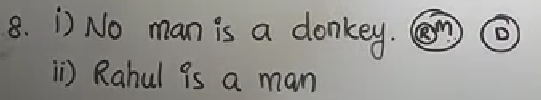 8. i) No man is a donkey. R M D
ii) Rahul is a man